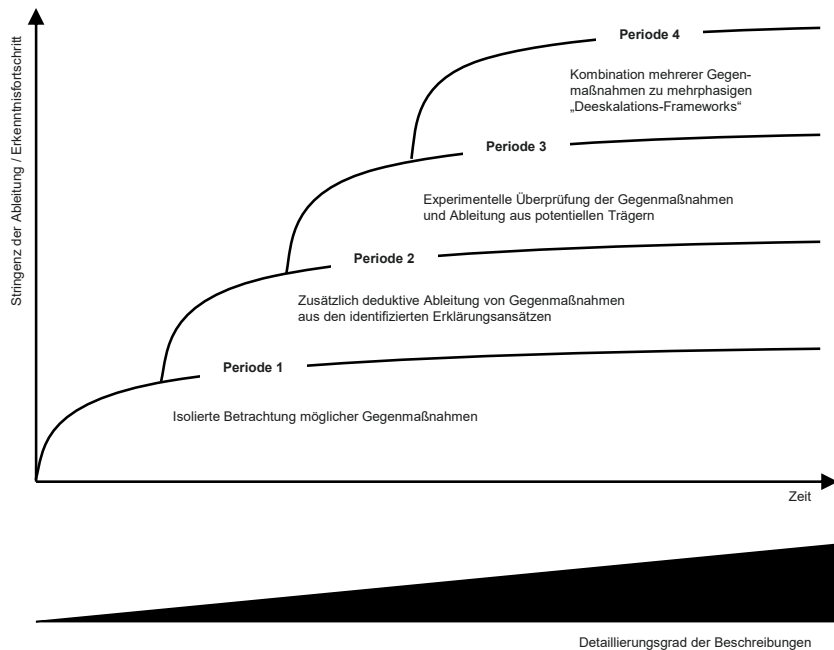 Stringenz der Ableitung / Erkenntnisfortschritt
Periode 4
Kombination mehrerer Gegen-
maßnahmen zu mehrphasigen
„Deeskalations-Frameworks“
Periode 3
Experimentelle Überprüfung der Gegenmaßnahmen
und Ableitung aus potentiellen Trägern
Periode 2
Zusätzlich deduktive Ableitung von Gegenmaßnahmen
aus den identifizierten Erklärungsansätzen
Periode 1
Isolierte Betrachtung möglicher Gegenmaßnahmen
Zeit
Detaillierungsgrad der Beschreibungen